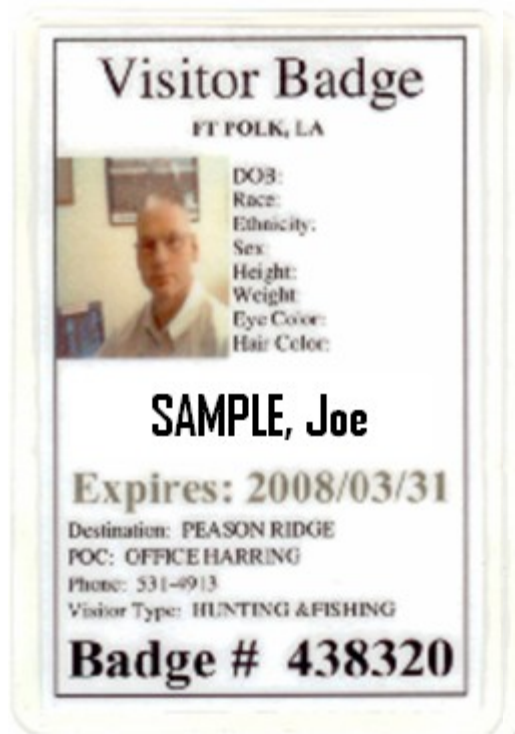 Visitor Badge
FT POLK, LA
DOB:
Race:
Ethnicity:
Sex:
Height:
Weight:
Eye Color:
Hair Color:
SAMPLE, Joe
Expires: 2008/03/31
Destination: PEASON RIDGE
POC: OFFICE HARRING
Phone: 531-4913
Visitor Type: HUNTING &FISHING
Badge # 438320